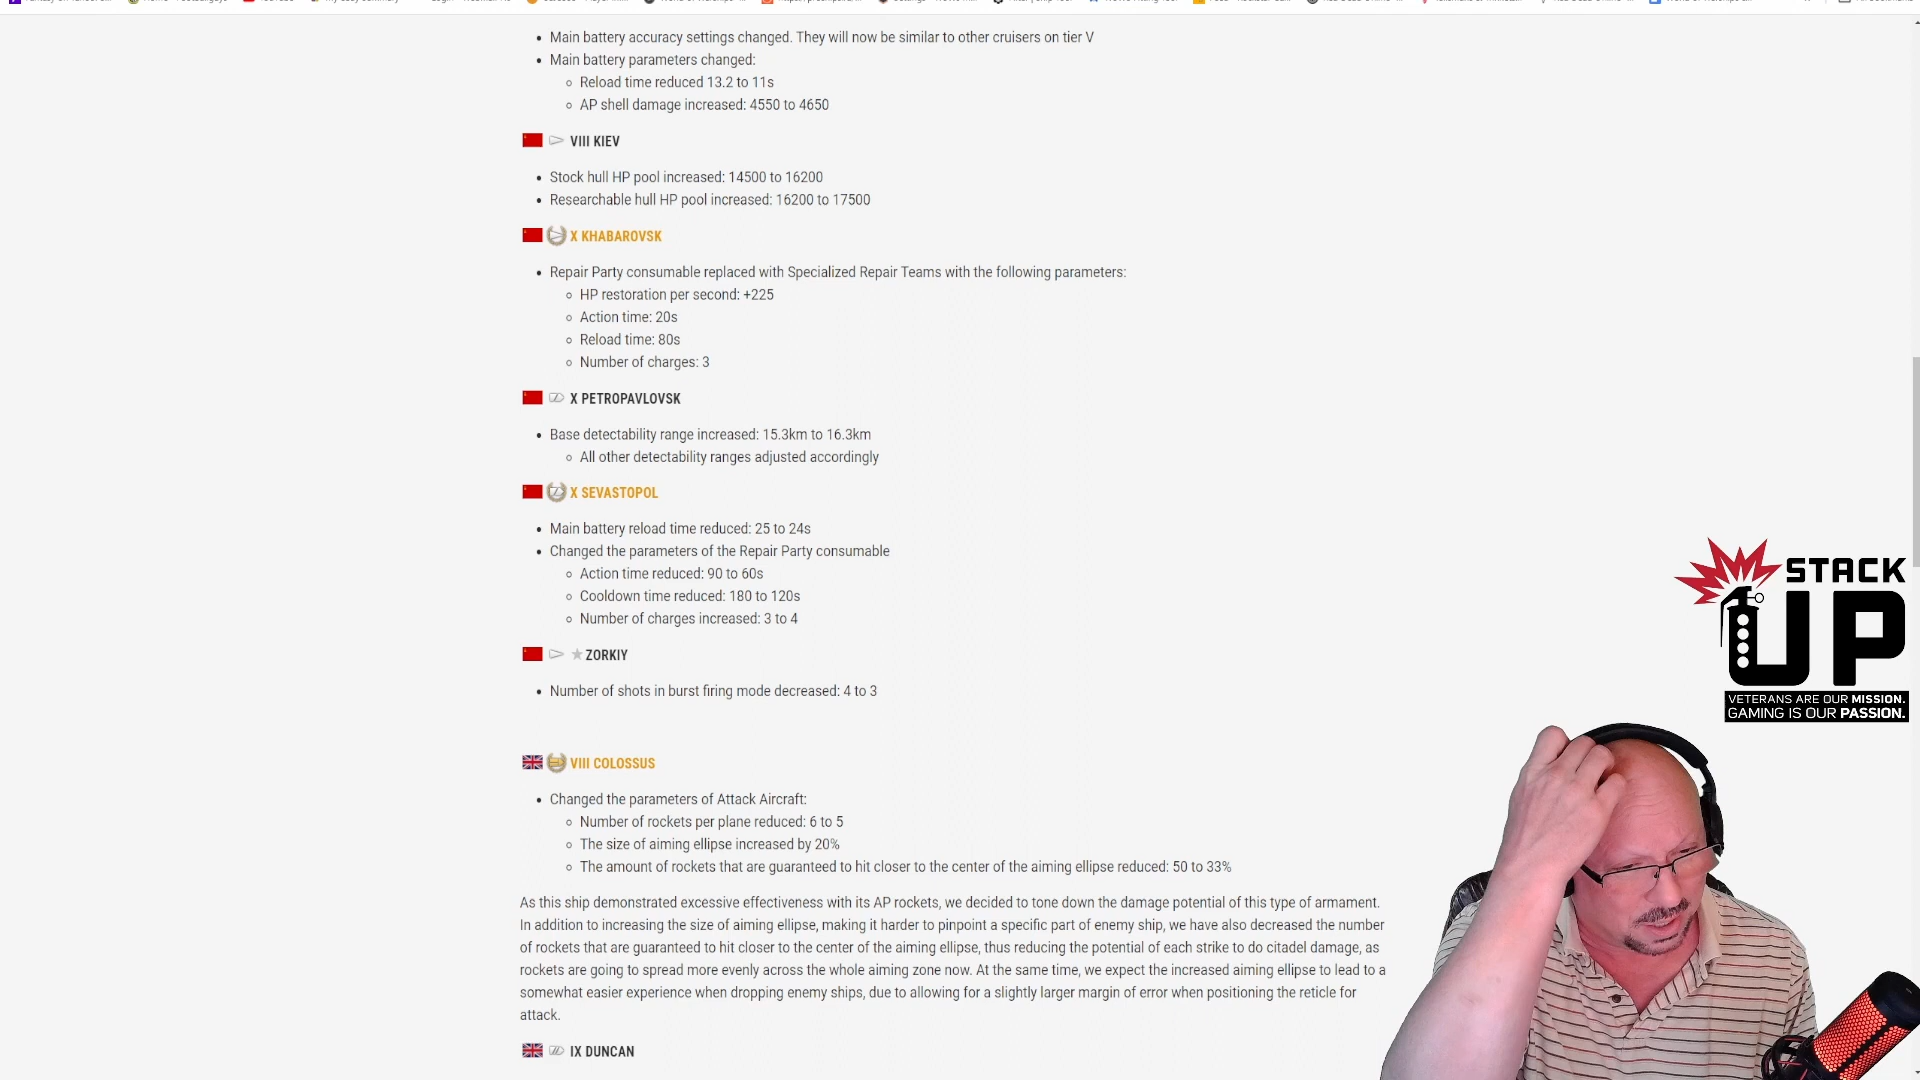 Main battery accuracy settings changed. They will now be similar to other cruisers on tier V
Main battery parameters changed:
Reload time reduced 13.2 to 11s
AP shell damage increased: 4550 to 4650
VIII KIEV
Stock hull HP pool increased: 14500 to 16200
Researchable hull HP pool increased: 16200 to 17500
X KHABAROVSK
Repair Party consumable replaced with Specialized Repair Teams with the following parameters:
HP restoration per second: +225
Action time: 20s
Reload time: 80s
Number of charges: 3
X PETROPAVLOVSK
Base detectability range increased: 15.3km to 16.3km
All other detectability ranges adjusted accordingly
X SEVASTOPOL
Main battery reload time reduced: 25 to 24s
Changed the parameters of the Repair Party consumable
Action time reduced: 90 to 60s
Cooldown time reduced: 180 to 120s
Number of charges increased: 3 to 4
ZORKIY
Number of shots in burst firing mode decreased: 4 to 3
VIII COLOSSUS
Changed the parameters of Attack Aircraft:
Number of rockets per plane reduced: 6 to 5
The size of aiming ellipse increased by 20%
The amount of rockets that are guaranteed to hit closer to the center of the aiming ellipse reduced: 50 to 33%
As this ship demonstrated excessive effectiveness with its AP rockets, we decided to tone down the damage potential of this type of armament.
In addition to increasing the size of aiming ellipse, making it harder to pinpoint a specific part of enemy ship, we have also decreased the number
of rockets that are guaranteed to hit closer to the center of the aiming ellipse, thus reducing the potential of each strike to do citadel damage, as
rockets are going to spread more evenly across the whole aiming zone now. At the same time, we expect the increased aiming ellipse to lead to a
somewhat easier experience when dropping enemy ships, due to allowing for a slightly larger margin of error when positioning the reticle for
attack.
IX DUNCAN
STACK
UP
VETERANS ARE OUR MISSION.
GAMING IS OUR PASSION.